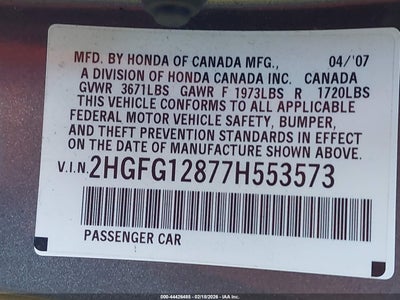 MFD. BY HONDA OF CANADA MFG., 04/'07
A DIVISION OF HONDA CANADA INC. CANADA
GVWR 3671LBS GAWR F 1973LBS R 1720LBS
THIS VEHICLE CONFORMS TO ALL APPLICABLE
FEDERAL MOTOR VEHICLE SAFETY, BUMPER,
AND THEFT PREVENTION STANDARDS IN EFFECT
ON THE DATE OF MANUFACTURE SHOWN ABOVE.
V.I.N. 2HGFG12877H553573
PASSENGER CAR
000-44426465 - 02/18/2026 - IAA Inc.